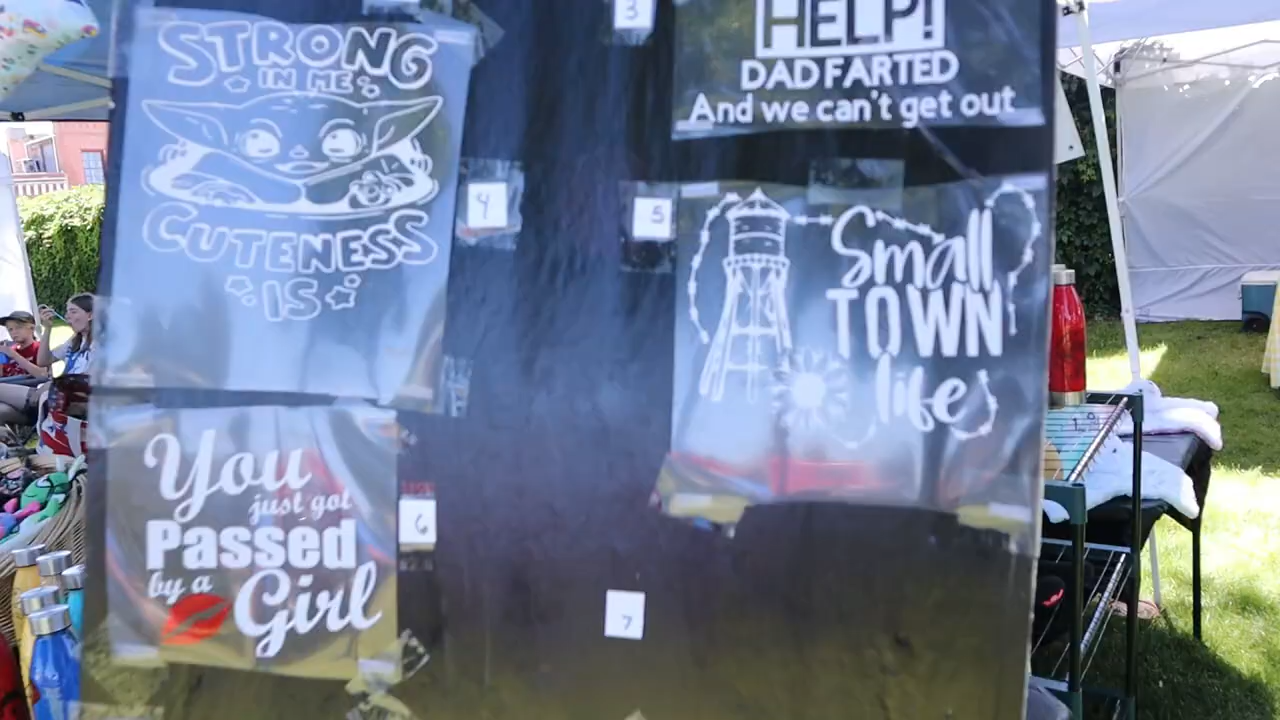 STRONG
IN ME
CUTENESS
IS
3
HELP!
DAD FARTED
And we can't get out
4
5
Small
TOWN
life
You
just got
Passed
by a
Girl
6
7